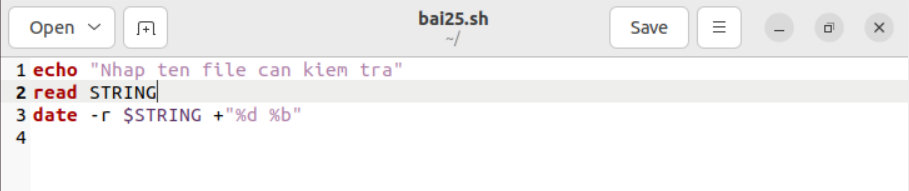 Open
bai25.sh
~/
Save
1 echo "Nhap ten file can kiem tra"
2 read STRING
3 date -r $STRING +"%d %b"
4